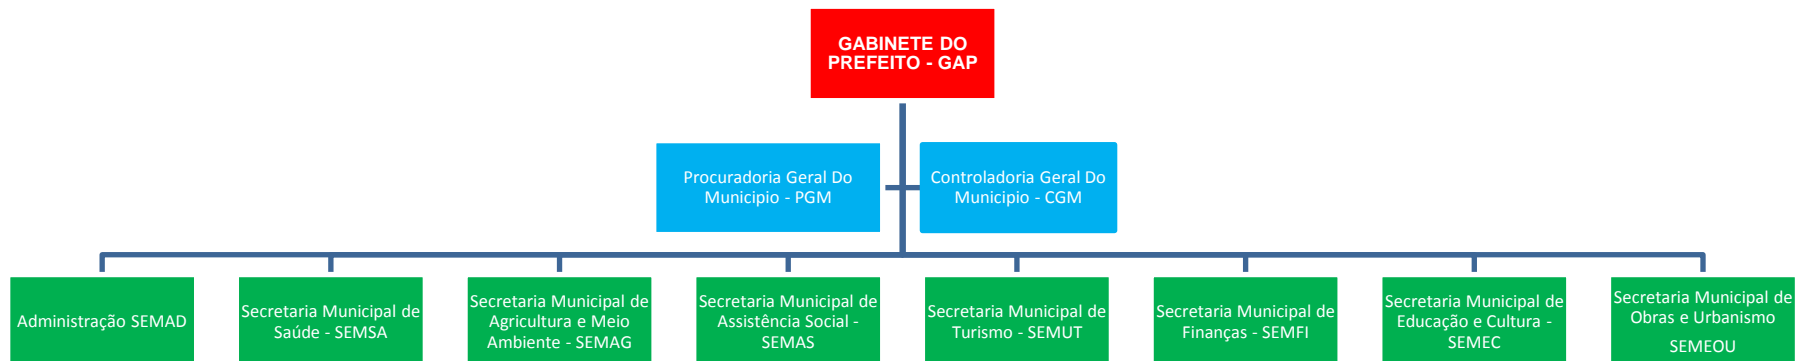 GABINETE DO
PREFEITO - GAP
Procuradoria Geral Do
Municipio - PGM
Controladoria Geral Do
Municipio - CGM
Administração SEMAD
Secretaria Municipal de
Saúde - SEMSA
Secretaria Municipal de
Agricultura e Meio
Ambiente - SEMAG
Secretaria Municipal de
Assistência Social -
SEMAS
Secretaria Municipal de
Turismo - SEMUT
Secretaria Municipal de
Finanças - SEMFI
Secretaria Municipal de
Educação e Cultura -
SEMEC
Secretaria Municipal de
Obras e Urbanismo
SEMEOU